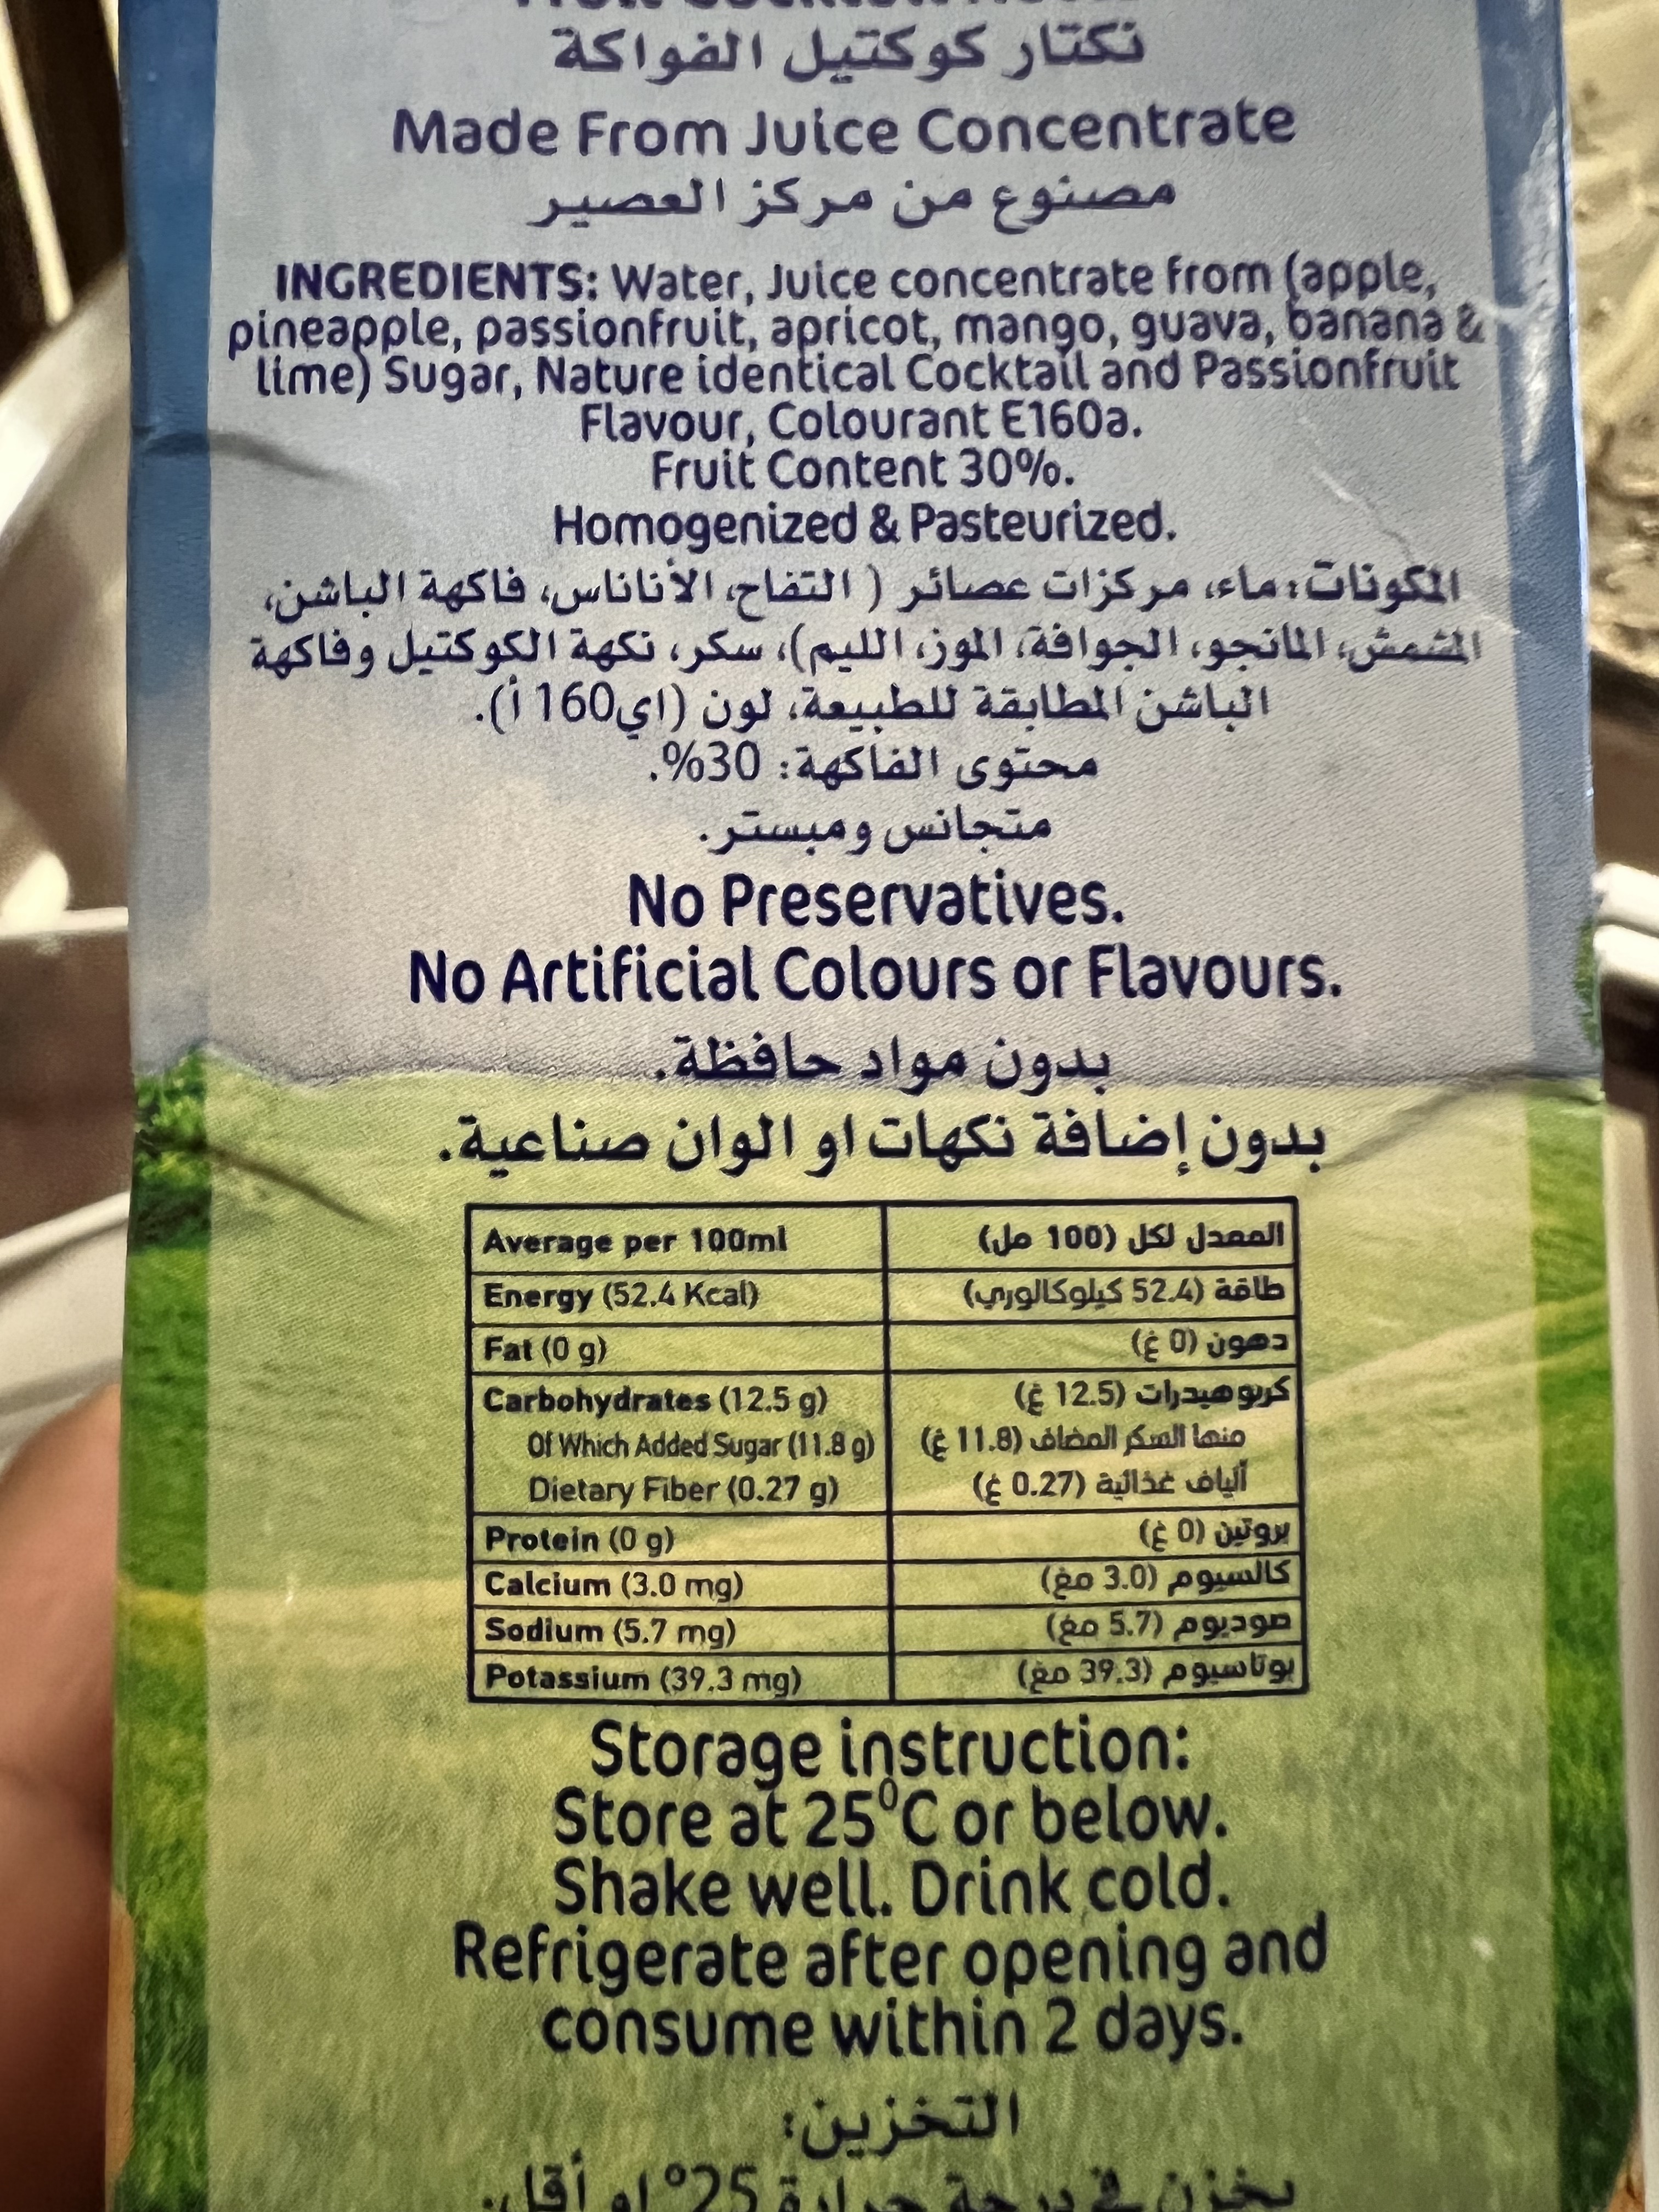 Fruit Cocktail
نكتار كوكتيل الفواكة
Made From Juice Concentrate
مصنوع من مركز العصير
INGREDIENTS: Water, Juice concentrate from (apple,
pineapple, passionfruit, apricot, mango, guava, banana &
lime) Sugar, Nature identical Cocktail and Passionfruit
Flavour, Colourant E160a.
Fruit Content 30%.
Homogenized & Pasteurized.
المكونات: ماء، مركزات عصائر ( التفاح، الأناناس، فاكهة الباشن،
المشمش، المانجو، الجوافة، الموز، الليم)، سكر، نكهة الكوكتيل وفاكهة
الباشن المطابقة للطبيعة، لون (اي160 أ).
محتوى الفاكهة: 30%.
متجانس ومبستر.
No Preservatives.
No Artificial Colours or Flavours.
بدون مواد حافظة.
بدون إضافة نكهات او الوان صناعية.
Average per 100ml المعدل لكل (100 مل)
Energy (52.4 Kcal) طاقة (52.4 كيلوكالوري)
Fat (0 g) دهون (0 غ)
Carbohydrates (12.5 g) كربوهيدرات (12.5 غ)
Of Which Added Sugar (11.8 g) منها السكر المضاف (11.8 غ)
Dietary Fiber (0.27 g) ألياف غذائية (0.27 غ)
Protein (0 g) بروتين (0 غ)
Calcium (3.0 mg) كالسيوم (3.0 مغ)
Sodium (5.7 mg) صوديوم (5.7 مغ)
Potassium (39.3 mg) بوتاسيوم (39.3 مغ)
Storage instruction:
Store at 25⁰C or below.
Shake well. Drink cold.
Refrigerate after opening and
consume within 2 days.
التخزين:
يخزن في درجة حرارة 25° او أقل.